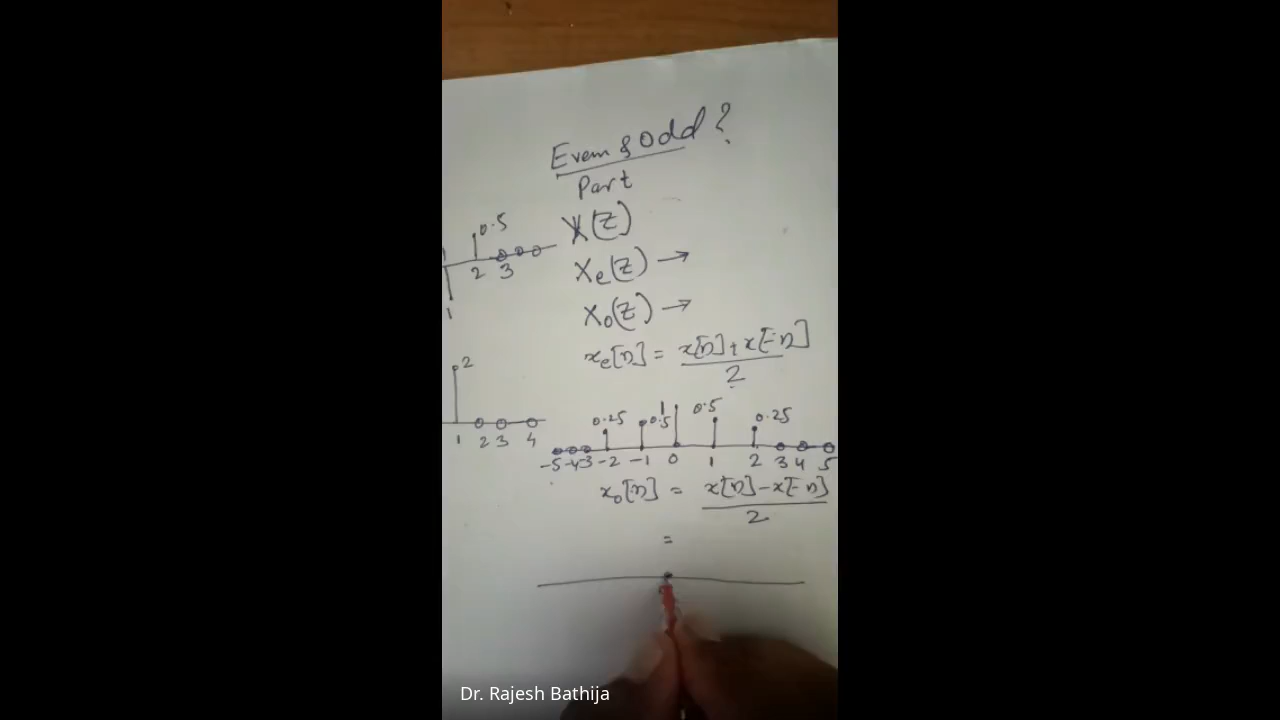 Even & Odd ?
Part
X(z)
0.5
1 2 3
1
Xe(z) →
Xo(z) →
xe[n] = x[n]+x[-n]
2
2
1 2 3 4
0.25 0.5 1 0.5 0.25
-5 -4 -3 -2 -1 0 1 2 3 4 5
xo[n] = x[n]-x[-n]
2
=
Dr. Rajesh Bathija